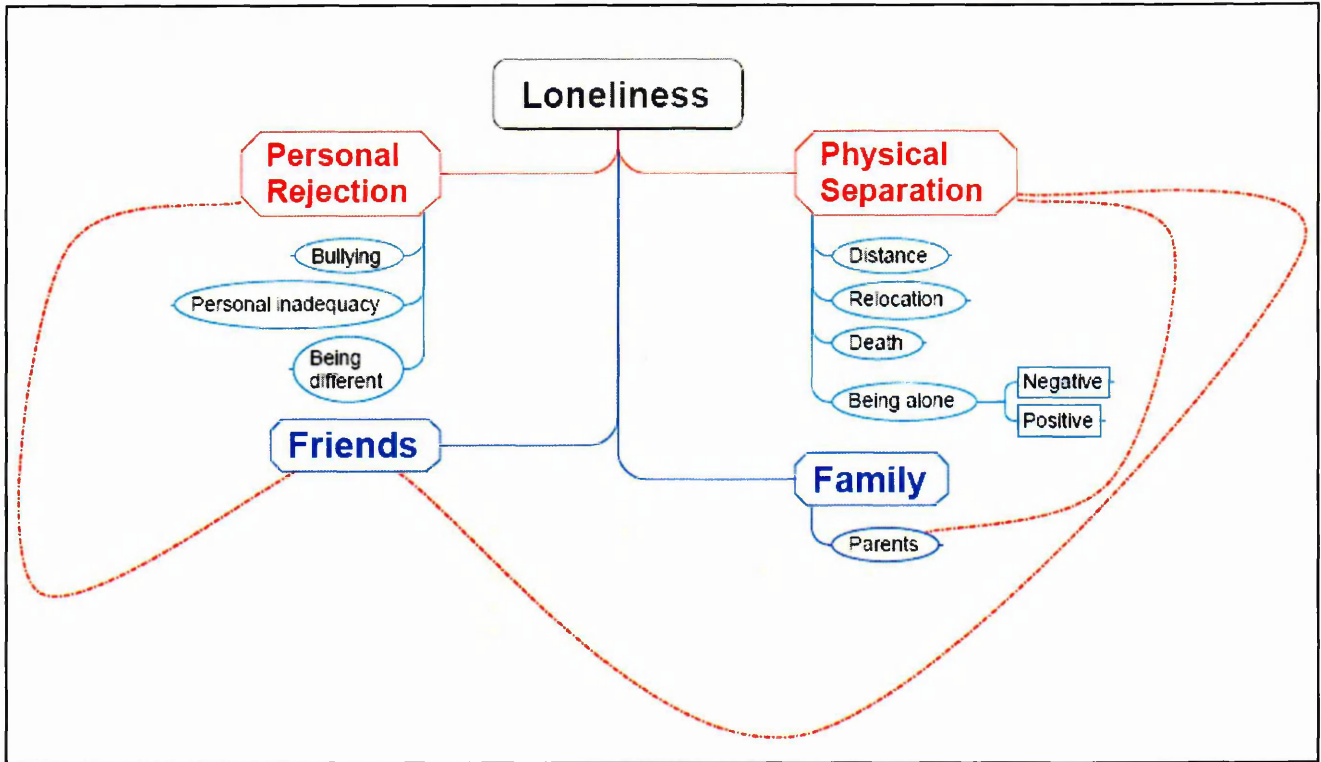 Loneliness
Personal
Rejection
Bullying
Personal inadequacy
Being
different
Friends
Physical
Separation
Distance
Relocation
Death
Being alone
Negative
Positive
Family
Parents